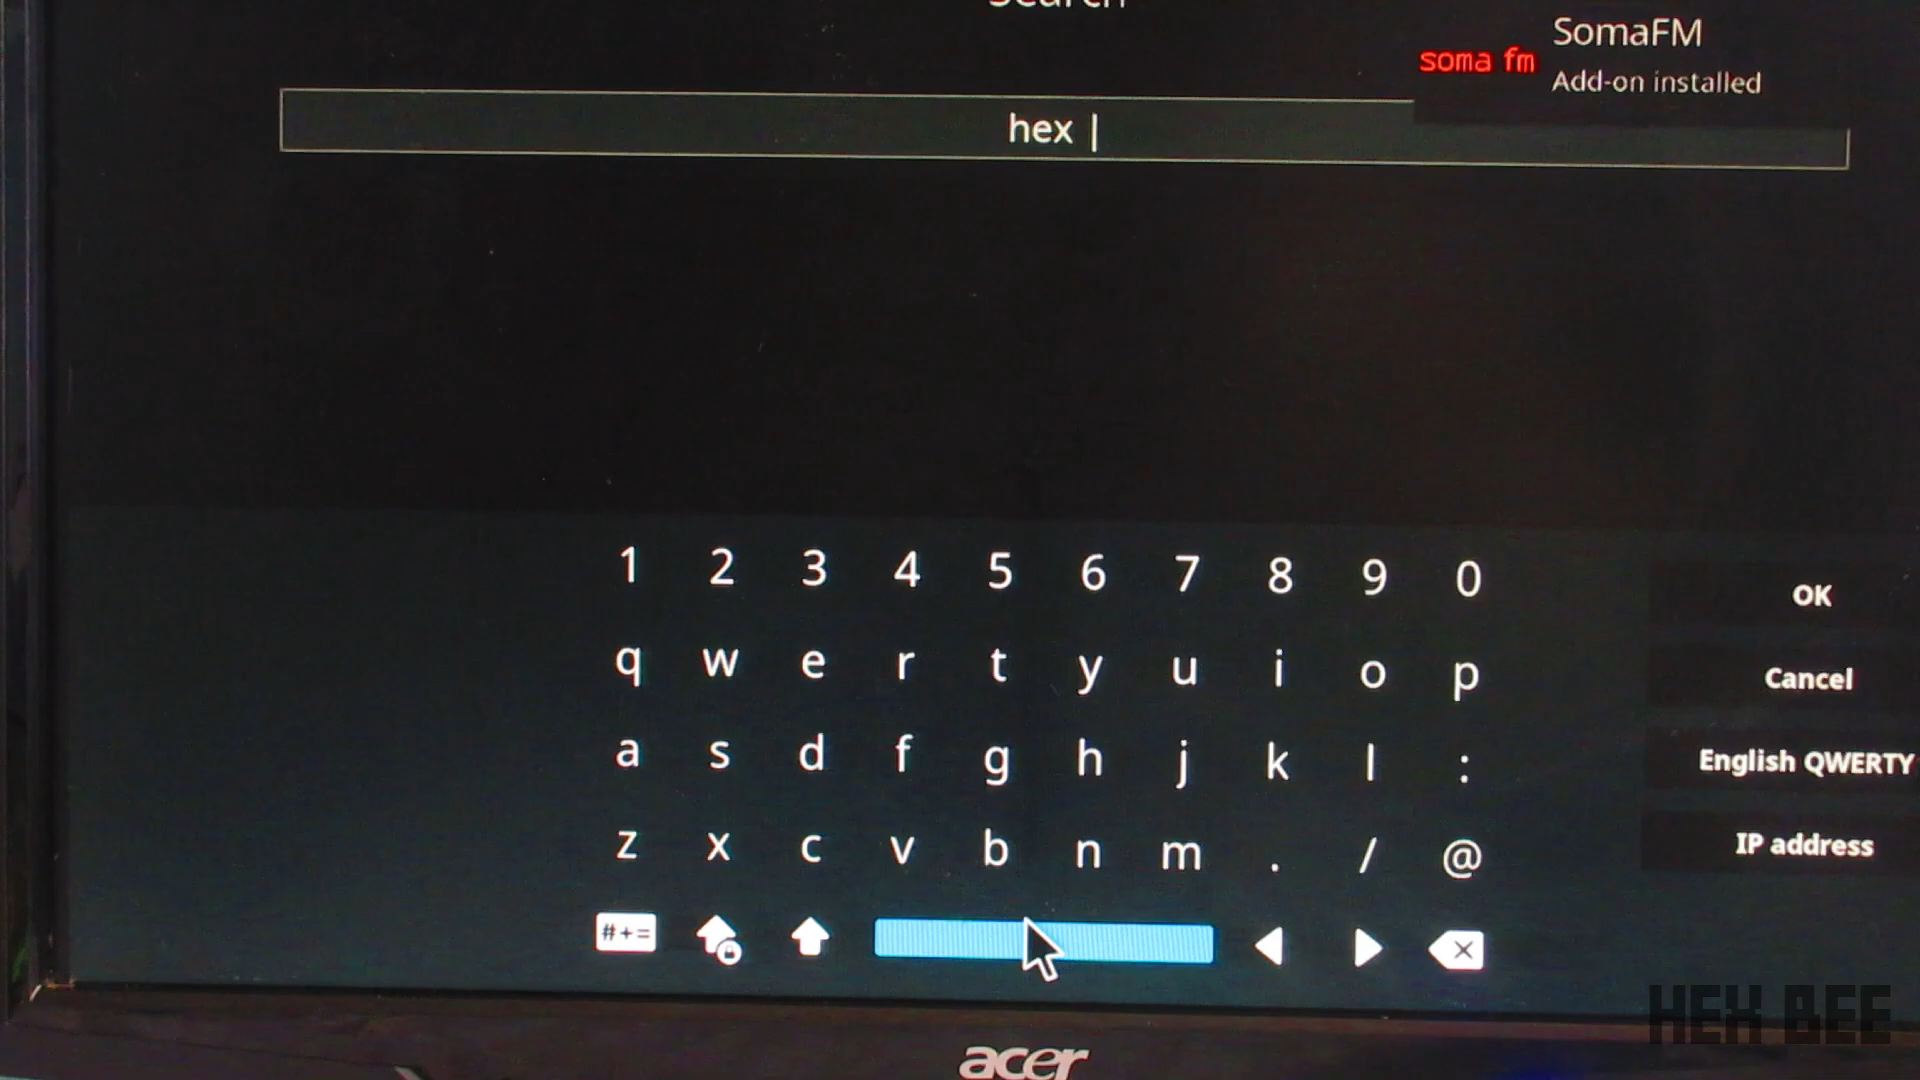 Search
SomaFM
soma fm
Add-on installed
hex
1 2 3 4 5 6 7 8 9 0
OK
q w e r t y u i o p
Cancel
a s d f g h j k l :
English QWERTY
z x c v b n m . / @
IP address
#+=
HEX BEE
acer